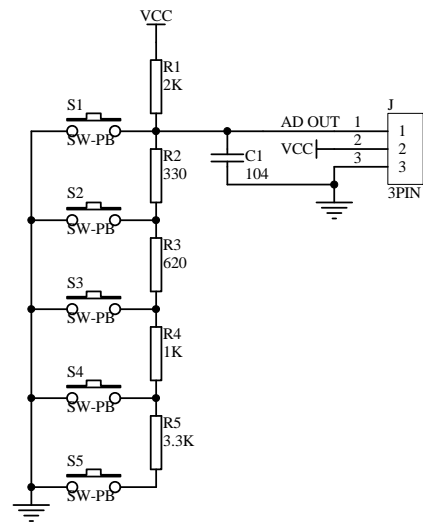 VCC
R1
2K
S1
SW-PB
AD OUT
1
J
1
VCC
2
2
3
3
3PIN
R2
330
C1
104
S2
SW-PB
R3
620
S3
SW-PB
R4
1K
S4
SW-PB
R5
3.3K
S5
SW-PB